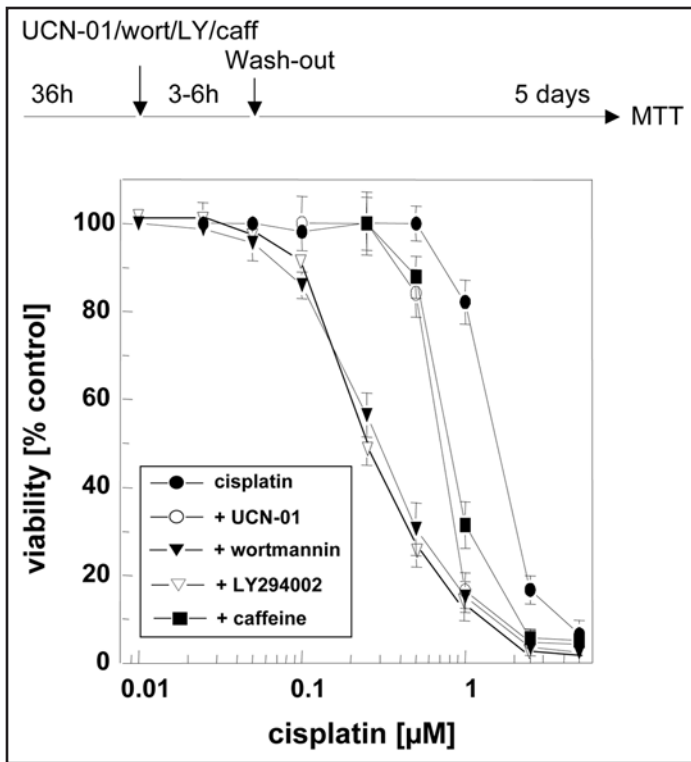 UCN-01/wort/LY/caff
Wash-out
36h 3-6h 5 days
MTT
100
80
60
40
20
0
viability [% control]
cisplatin
+ UCN-01
+ wortmannin
+ LY294002
+ caffeine
0.01 0.1 1
cisplatin [µM]